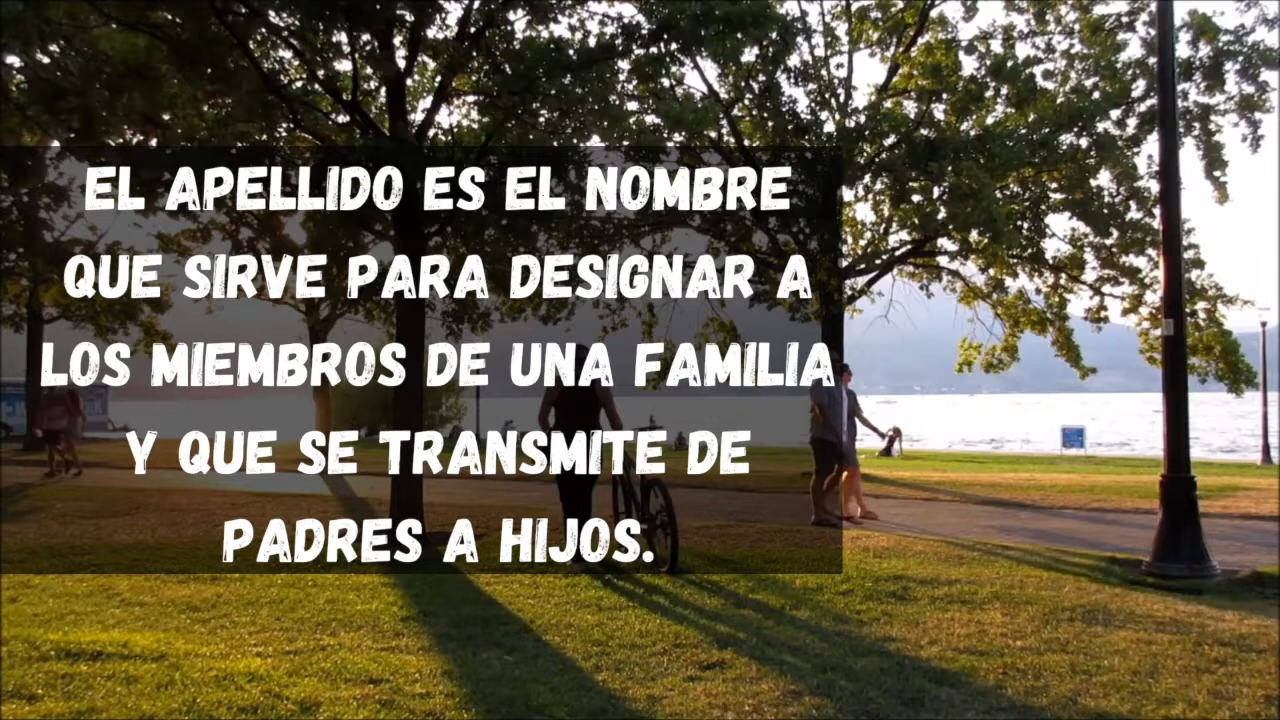 EL APELLIDO ES EL NOMBRE
QUE SIRVE PARA DESIGNAR A
LOS MIEMBROS DE UNA FAMILIA
Y QUE SE TRANSMITE DE
PADRES A HIJOS.